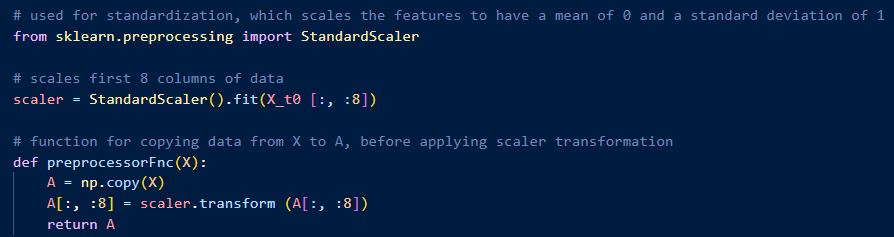 # used for standardization, which scales the features to have a mean of 0 and a standard deviation of 1
from sklearn.preprocessing import StandardScaler
# scales first 8 columns of data
scaler = StandardScaler().fit(X_t0 [:, :8])
# function for copying data from X to A, before applying scaler transformation
def preprocessorFnc(X):
    A = np.copy(X)
    A[:, :8] = scaler.transform (A[:, :8])
    return A